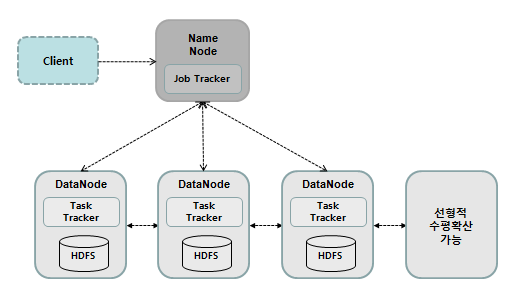 Client
Name
Node
Job Tracker
DataNode
Task
Tracker
HDFS
DataNode
Task
Tracker
HDFS
DataNode
Task
Tracker
HDFS
선형적
수평확산
가능